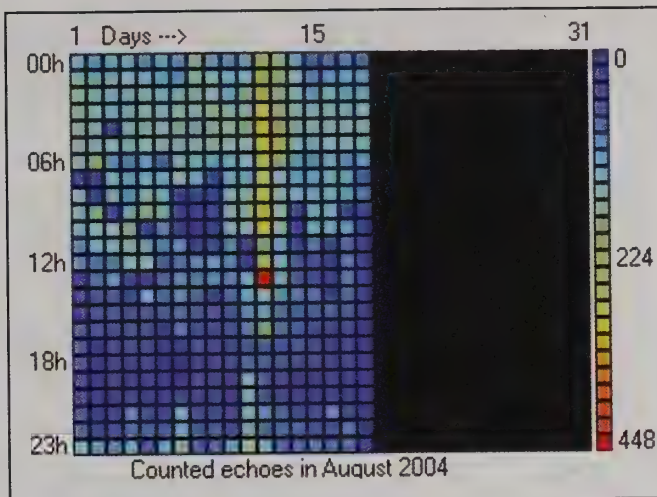 1 Days ---> 15 31
00h 0
06h
12h 224
18h
23h 448
Counted echoes in August 2004